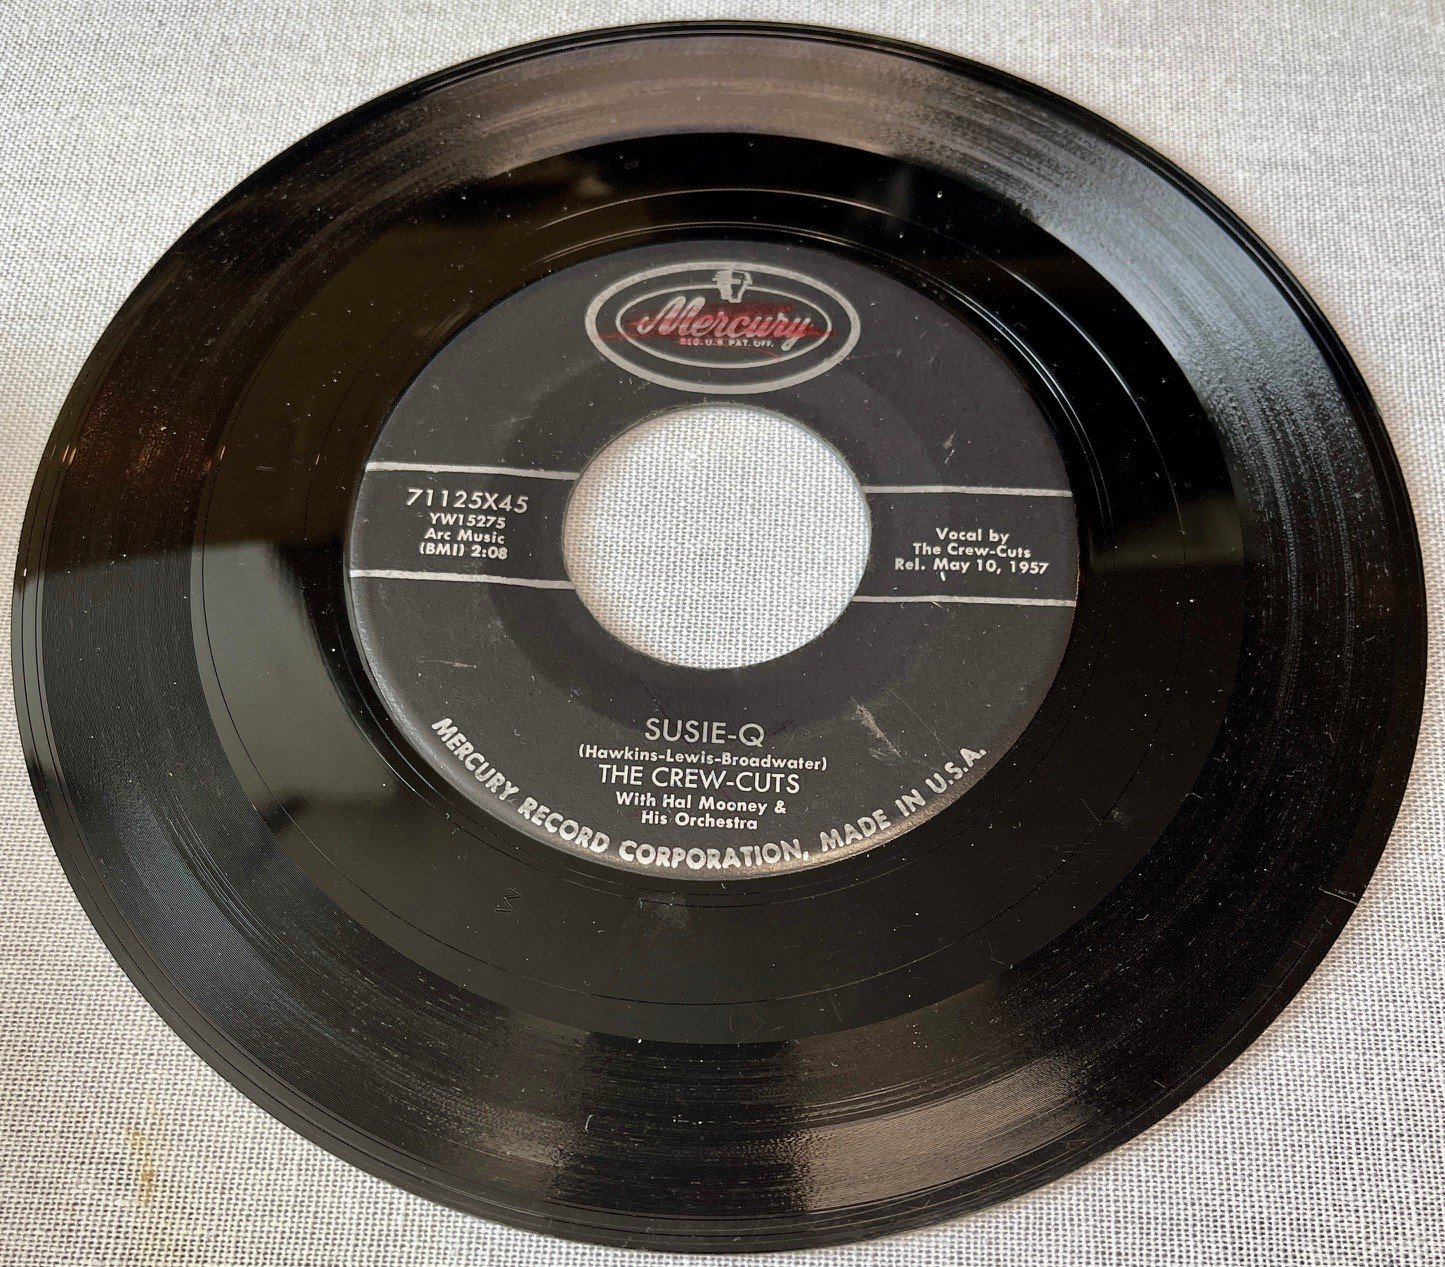 Mercury
REG. U.S. PAT. OFF.
71125X45
YW15275
Arc Music
(BMI) 2:08
Vocal by
The Crew-Cuts
Rel. May 10, 1957
SUSIE-Q
(Hawkins-Lewis-Broadwater)
THE CREW-CUTS
With Hal Mooney &
His Orchestra
MERCURY RECORD CORPORATION, MADE IN U.S.A.